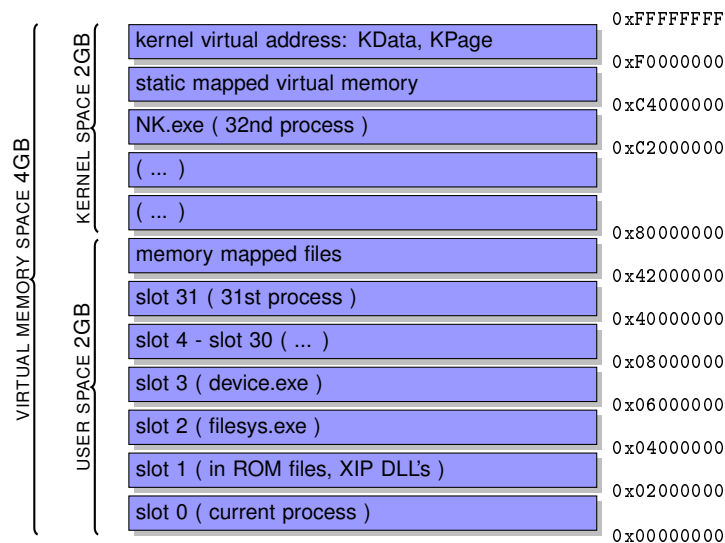 0xFFFFFFFF
kernel virtual address: KData, KPage
0xF0000000
static mapped virtual memory
0xC4000000
NK.exe ( 32nd process )
0xC2000000
( ... )
( ... )
0x80000000
memory mapped files
0x42000000
slot 31 ( 31st process )
0x40000000
slot 4 - slot 30 ( ... )
0x08000000
slot 3 ( device.exe )
0x06000000
slot 2 ( filesys.exe )
0x04000000
slot 1 ( in ROM files, XIP DLL's )
0x02000000
slot 0 ( current process )
0x00000000
VIRTUAL MEMORY SPACE 4GB
KERNEL SPACE 2GB
USER SPACE 2GB